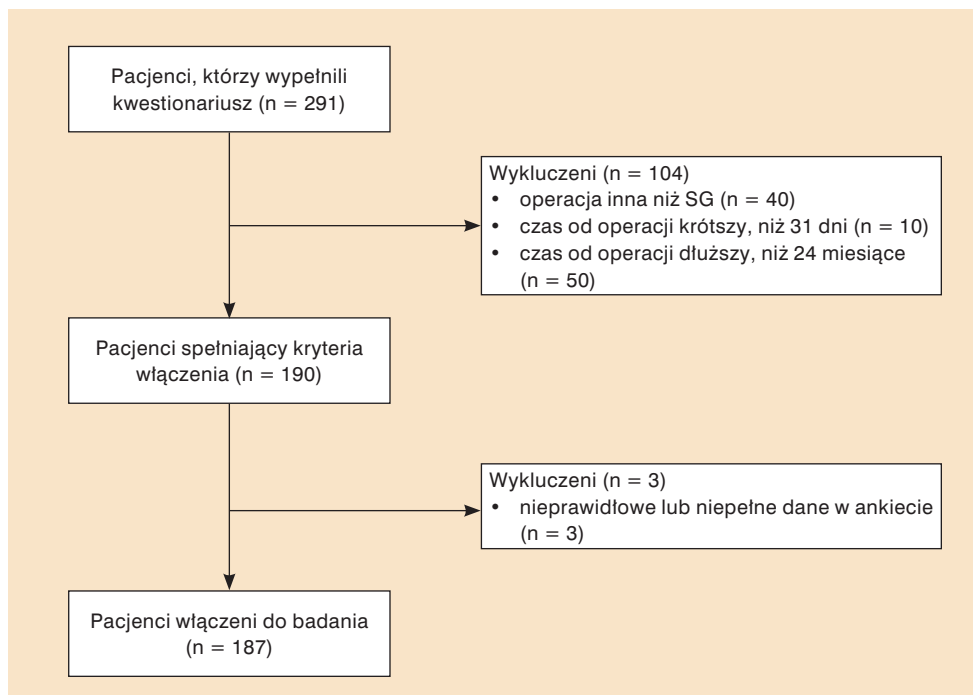 Pacjenci, którzy wypełnili
kwestionariusz (n = 291)
Wykluczeni (n = 104)
• operacja inna niż SG (n = 40)
• czas od operacji krótszy, niż 31 dni (n = 10)
• czas od operacji dłuższy, niż 24 miesiące
(n = 50)
Pacjenci spełniający kryteria
włączenia (n = 190)
Wykluczeni (n = 3)
• nieprawidłowe lub niepełne dane w ankiecie
(n = 3)
Pacjenci włączeni do badania
(n = 187)